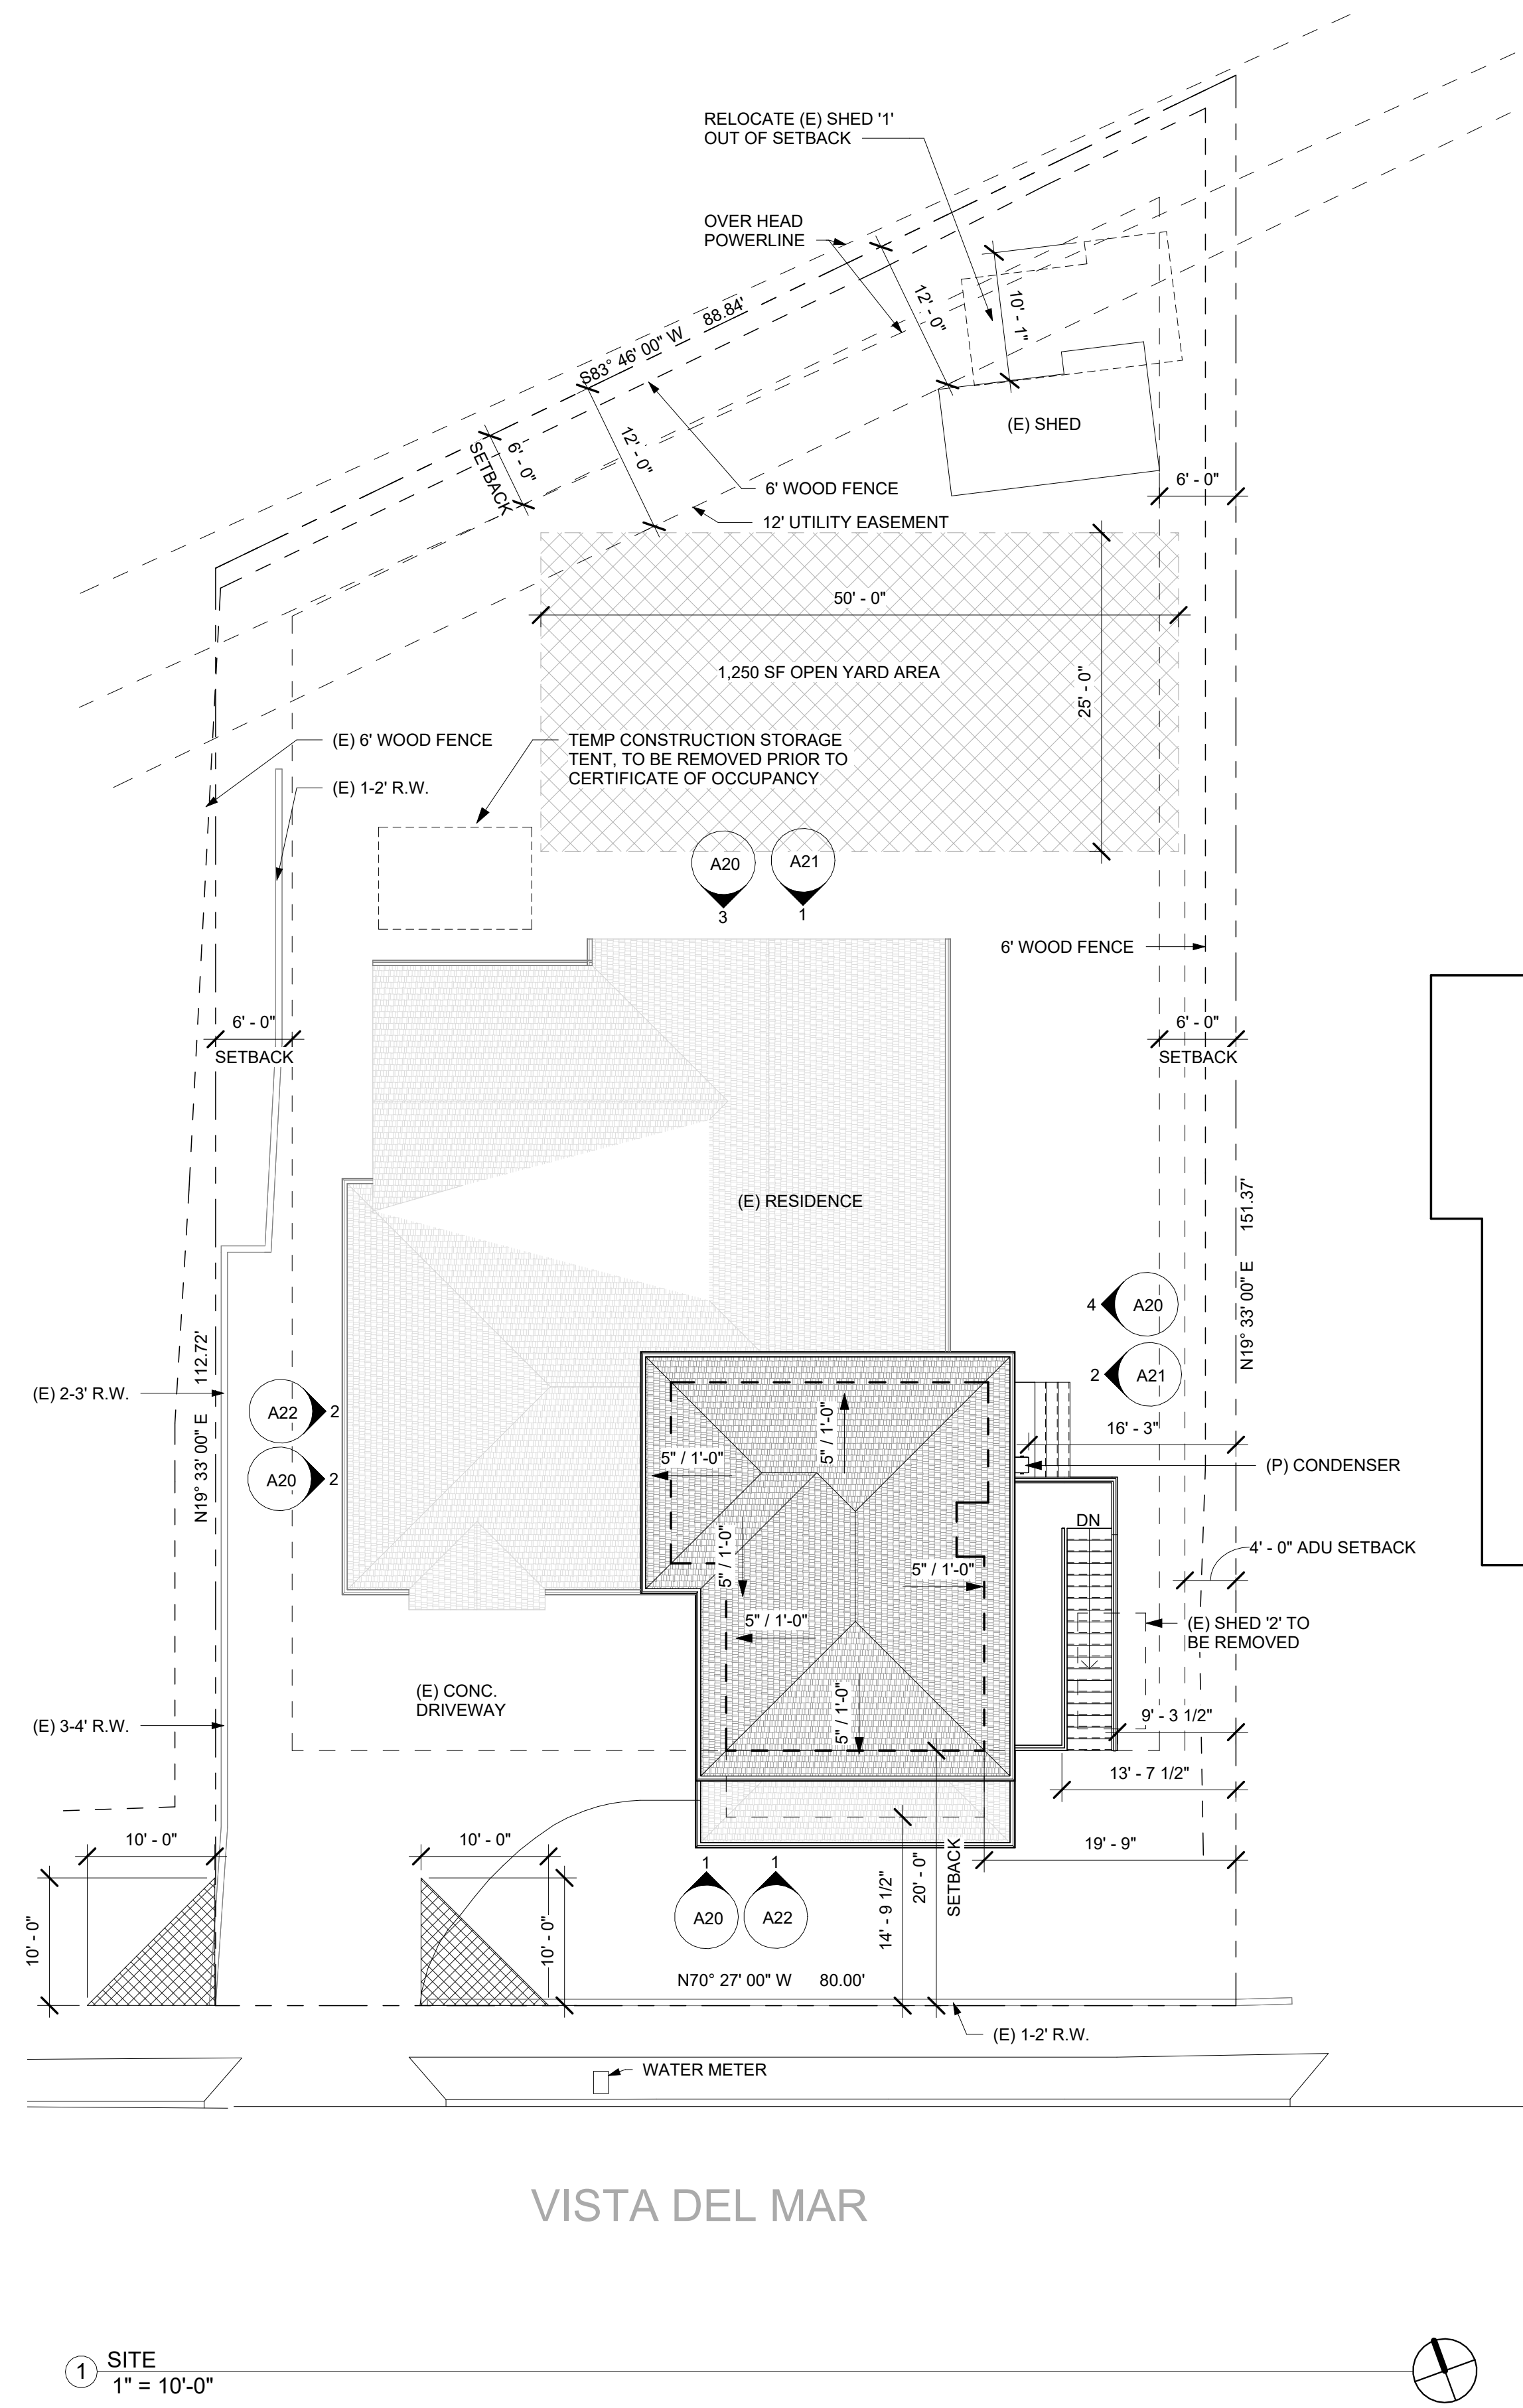 RELOCATE (E) SHED '1'
OUT OF SETBACK
OVER HEAD
POWERLINE
12' - 0"
10' - 1"
S83° 46' 00" W 88.84'
(E) SHED
6' - 0"
SETBACK
12' - 0"
6' WOOD FENCE
6' - 0"
12' UTILITY EASEMENT
50' - 0"
1,250 SF OPEN YARD AREA
25' - 0"
(E) 6' WOOD FENCE
TEMP CONSTRUCTION STORAGE
TENT, TO BE REMOVED PRIOR TO
CERTIFICATE OF OCCUPANCY
(E) 1-2' R.W.
A20
3
A21
1
6' WOOD FENCE
6' - 0"
SETBACK
6' - 0"
SETBACK
(E) RESIDENCE
N19° 33' 00" E 151.37'
4
A20
2
A21
N19° 33' 00" E 112.72'
(E) 2-3' R.W.
A22
2
A20
2
16' - 3"
(P) CONDENSER
5" / 1'-0"
5" / 1'-0"
5" / 1'-0"
5" / 1'-0"
5" / 1'-0"
5" / 1'-0"
DN
4' - 0" ADU SETBACK
(E) SHED '2' TO
BE REMOVED
(E) CONC.
DRIVEWAY
(E) 3-4' R.W.
9' - 3 1/2"
13' - 7 1/2"
19' - 9"
10' - 0"
10' - 0"
10' - 0"
10' - 0"
1
A20
1
A22
14' - 9 1/2"
20' - 0"
SETBACK
N70° 27' 00" W 80.00'
(E) 1-2' R.W.
WATER METER
VISTA DEL MAR
1
SITE
1" = 10'-0"